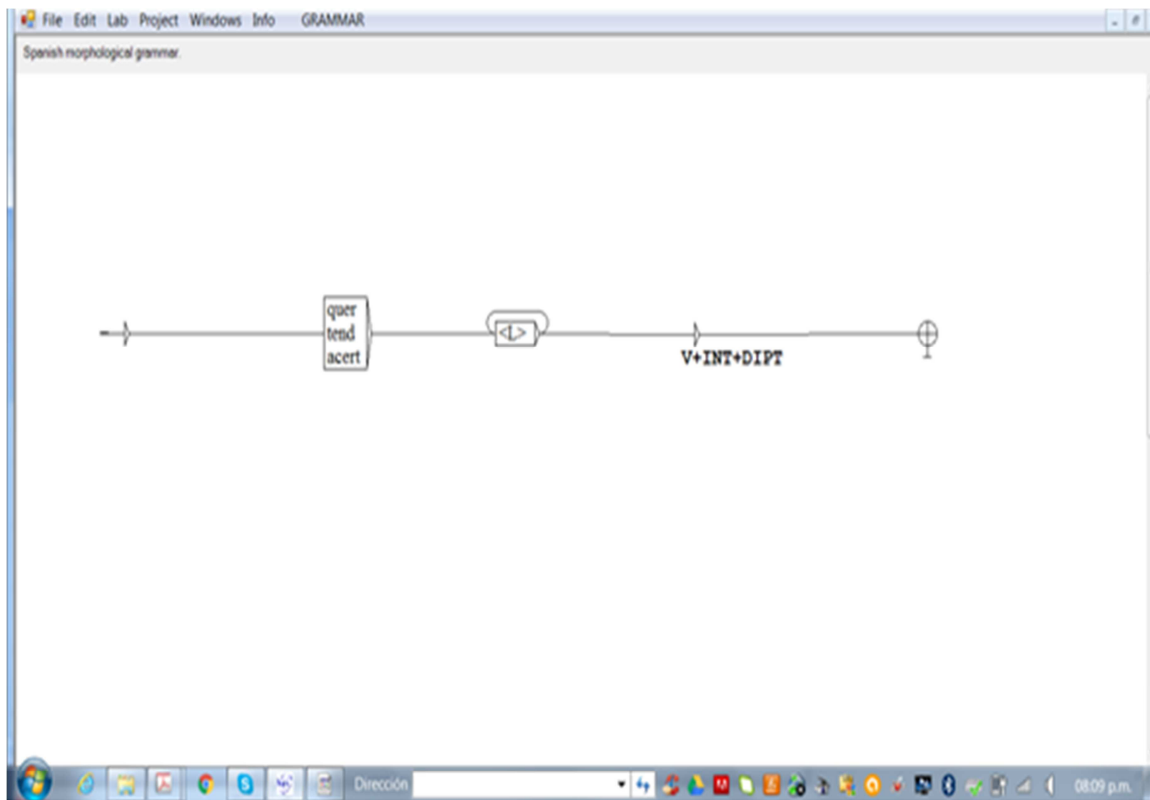 File Edit Lab Project Windows Info GRAMMAR
Spanish morphological grammar.
quer
tend
acert
<L>
V+INT+DIPT
Dirección
08:09 p.m.